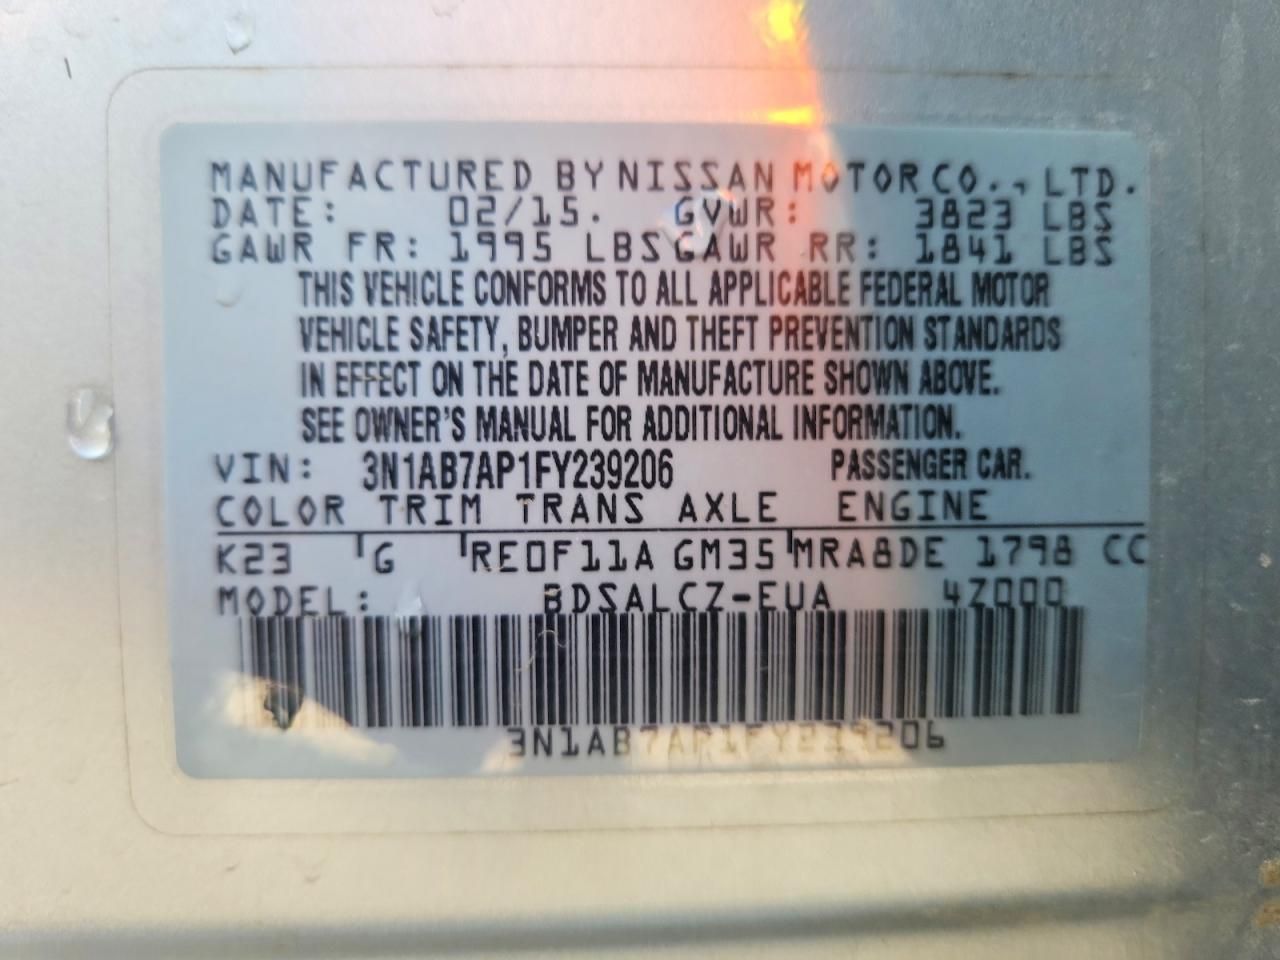 MANUFACTURED BY NISSAN MOTOR CO., LTD.
DATE: 02/15. GVWR: 3823 LBS
GAWR FR: 1995 LBS GAWR RR: 1841 LBS
THIS VEHICLE CONFORMS TO ALL APPLICABLE FEDERAL MOTOR
VEHICLE SAFETY, BUMPER AND THEFT PREVENTION STANDARDS
IN EFFECT ON THE DATE OF MANUFACTURE SHOWN ABOVE.
SEE OWNER'S MANUAL FOR ADDITIONAL INFORMATION.
VIN: 3N1AB7AP1FY239206 PASSENGER CAR.
COLOR TRIM TRANS AXLE ENGINE
K23 G RE0F11A GM35 MRA8DE 1798 CC
MODEL: BDSALCZ-EUA 4Z000
3N1AB7AP1FY239206